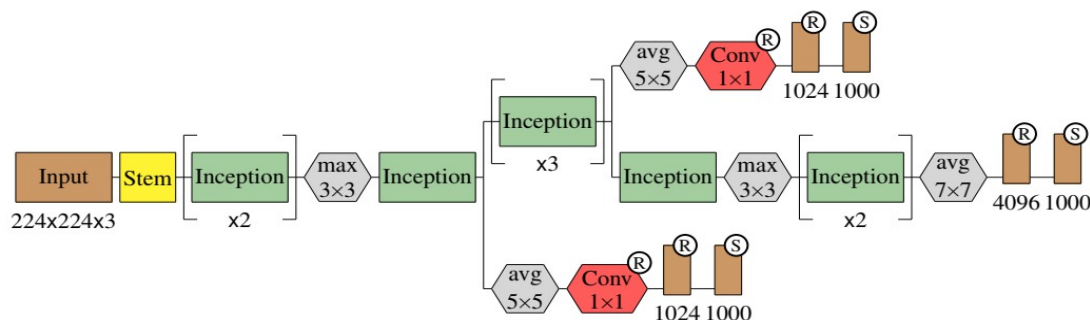 R
S
avg
5×5
R
Conv
1×1
1024
1000
Inception
x3
Input
224x224x3
Stem
Inception
x2
max
3×3
Inception
Inception
max
3×3
Inception
x2
avg
7×7
R
S
4096
1000
avg
5×5
R
Conv
1×1
R
S
1024
1000